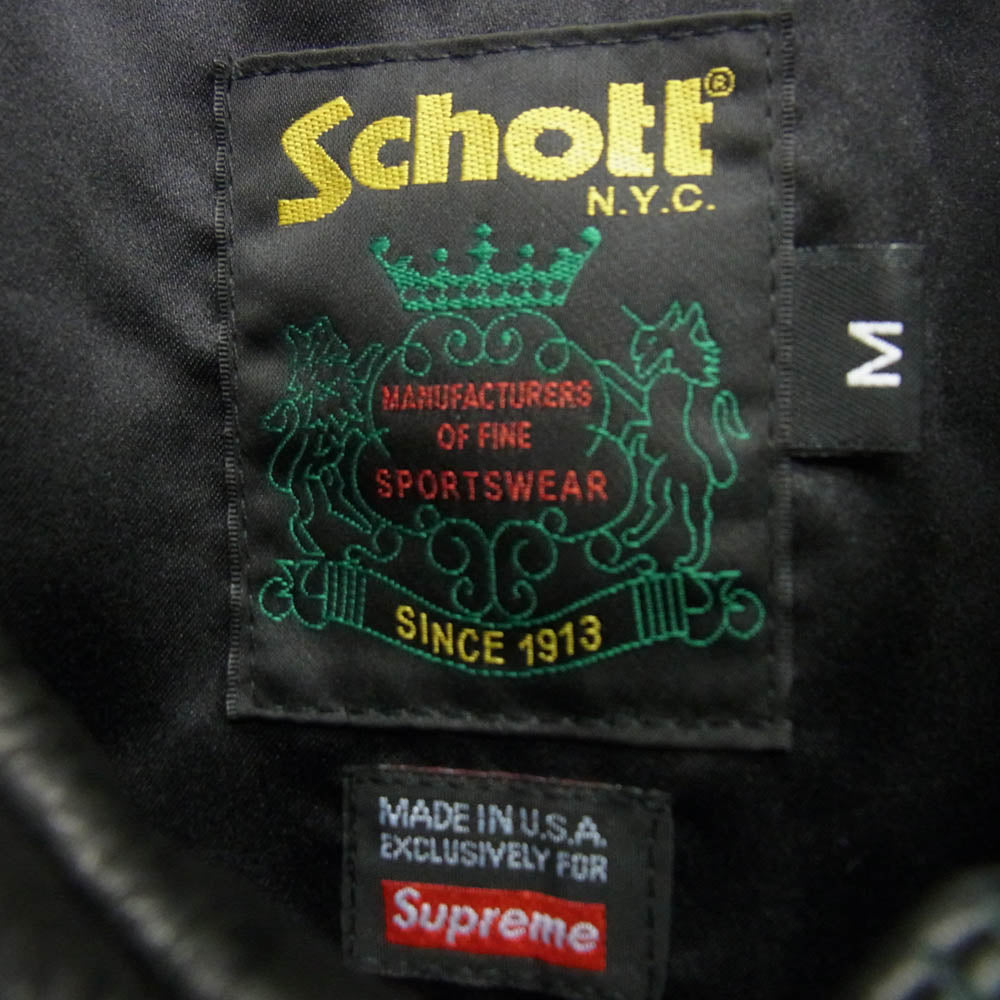 Schott®
N.Y.C.
MANUFACTURERS
OF FINE
SPORTSWEAR
SINCE 1913
M
MADE IN U.S.A.
EXCLUSIVELY FOR
Supreme